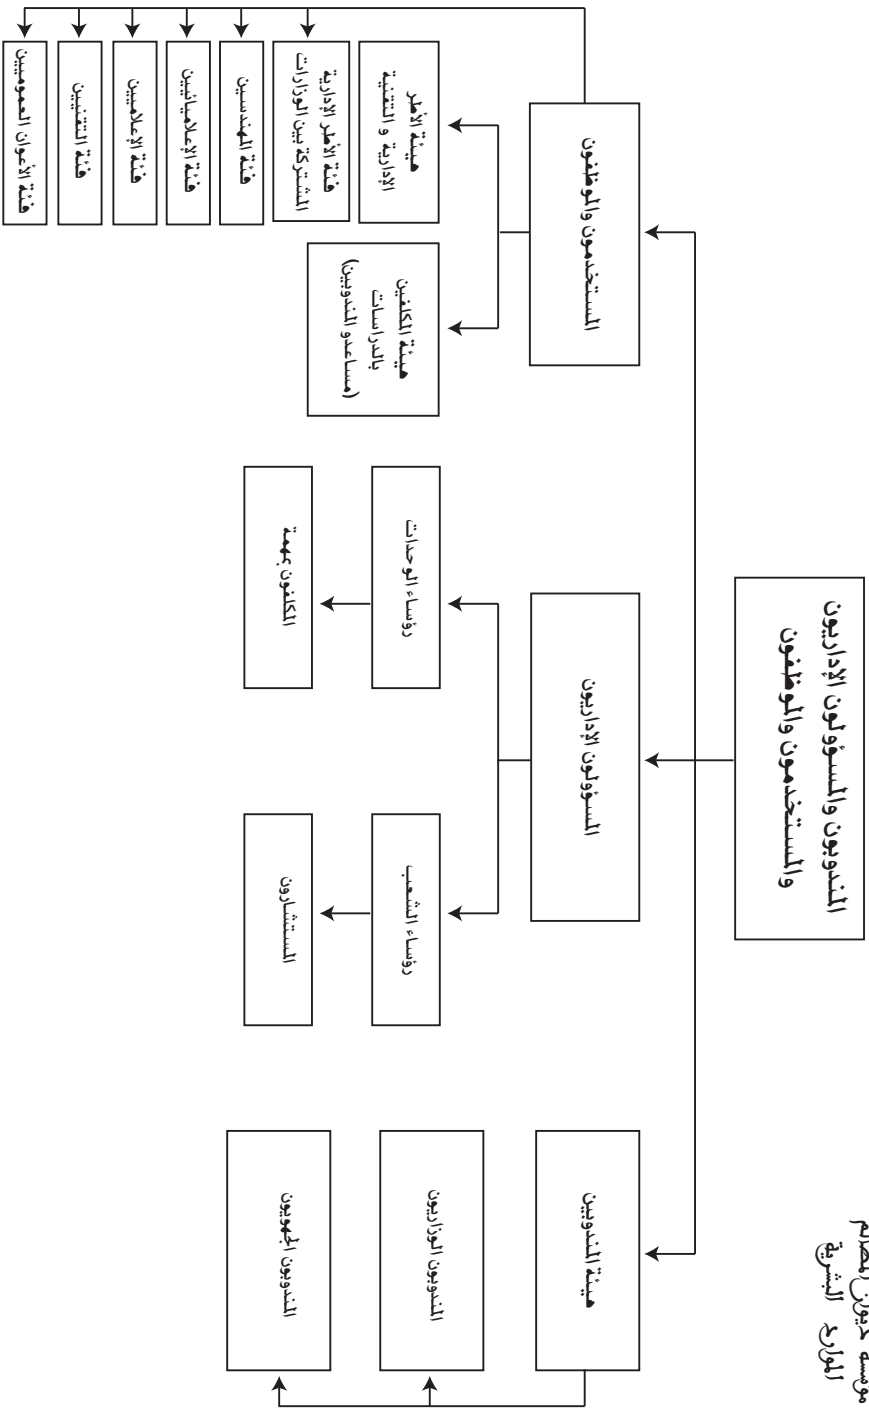 مؤسسة ديوان المظالم
الموارد البشرية
المندوبون والمسؤولون الإداريون
والمستخدمون والموظفون
هيئة المندوبين
المندوبون الوزاريون
المندوبون الجهويون
المسؤولون الإداريون
رؤساء الشعب
المستشارون
رؤساء الوحدات
المكلفون بمهمة
المستخدمون والموظفون
هيئة المكلفين
بالدراسات
(مساعدو المندوبين)
هيئة الأطر
الإدارية و التقنية
فئة الأطر الإدارية
المشتركة بين الوزارات
فئة المهندسين
فئة الإعلاميائيين
فئة الإعلاميين
فئة التقنيين
فئة الأعوان العموميين